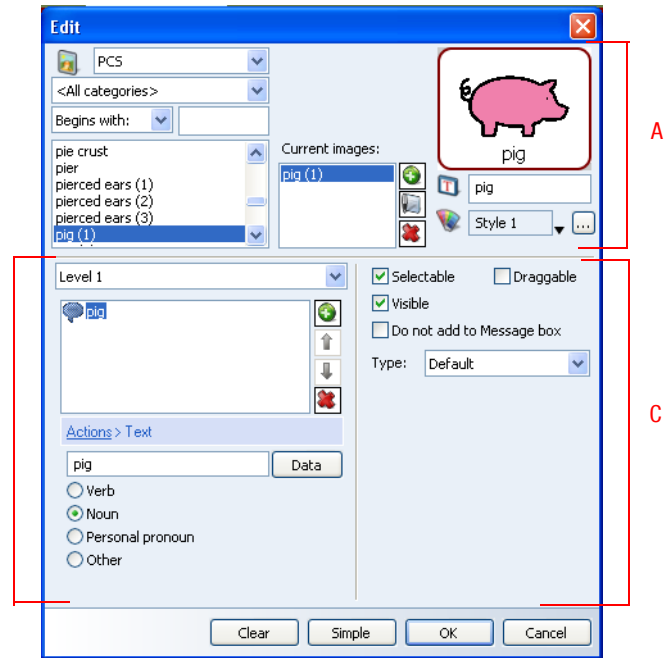 Edit
PCS
<All categories>
Begins with:
pie crust
pier
pierced ears (1)
pierced ears (2)
pierced ears (3)
pig (1)
Current images:
pig (1)
pig
T
pig
Style 1
...
A
Level 1
pig
Actions > Text
pig
Data
Verb
Noun
Personal pronoun
Other
Selectable
Draggable
Visible
Do not add to Message box
Type: Default
C
Clear
Simple
OK
Cancel